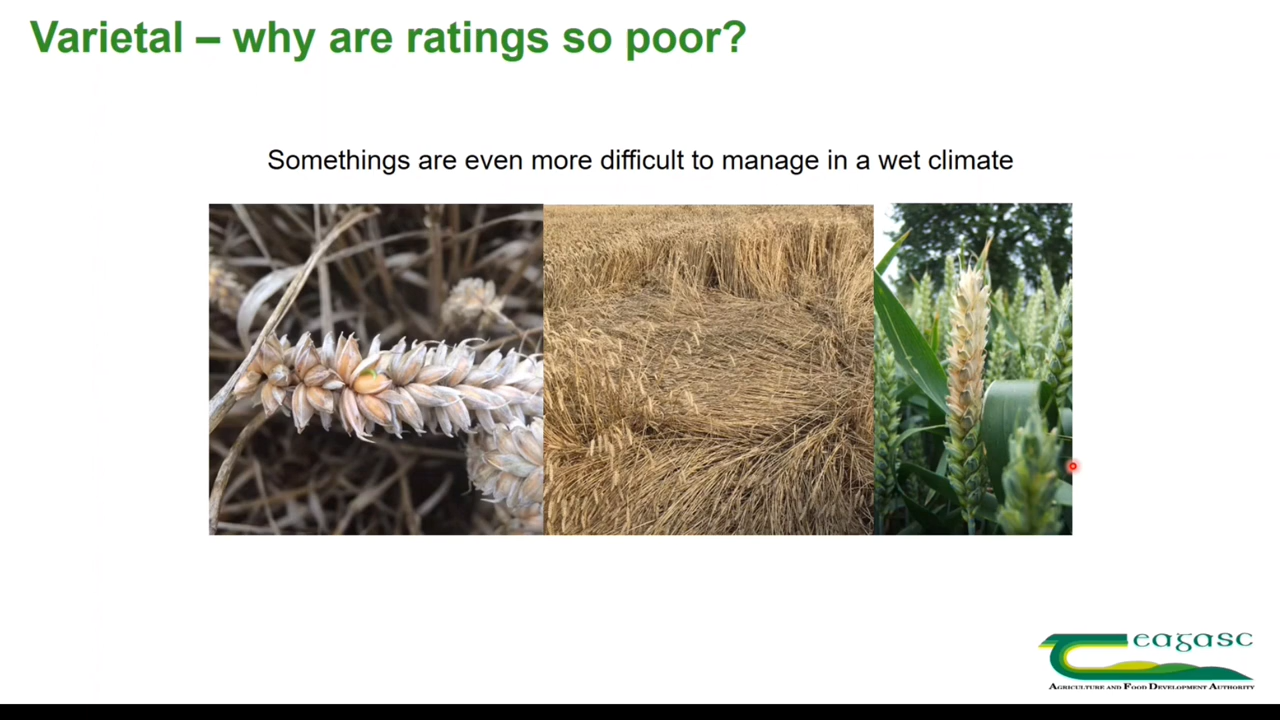 Varietal – why are ratings so poor?
Somethings are even more difficult to manage in a wet climate
eagasc
Agriculture and Food Development Authority